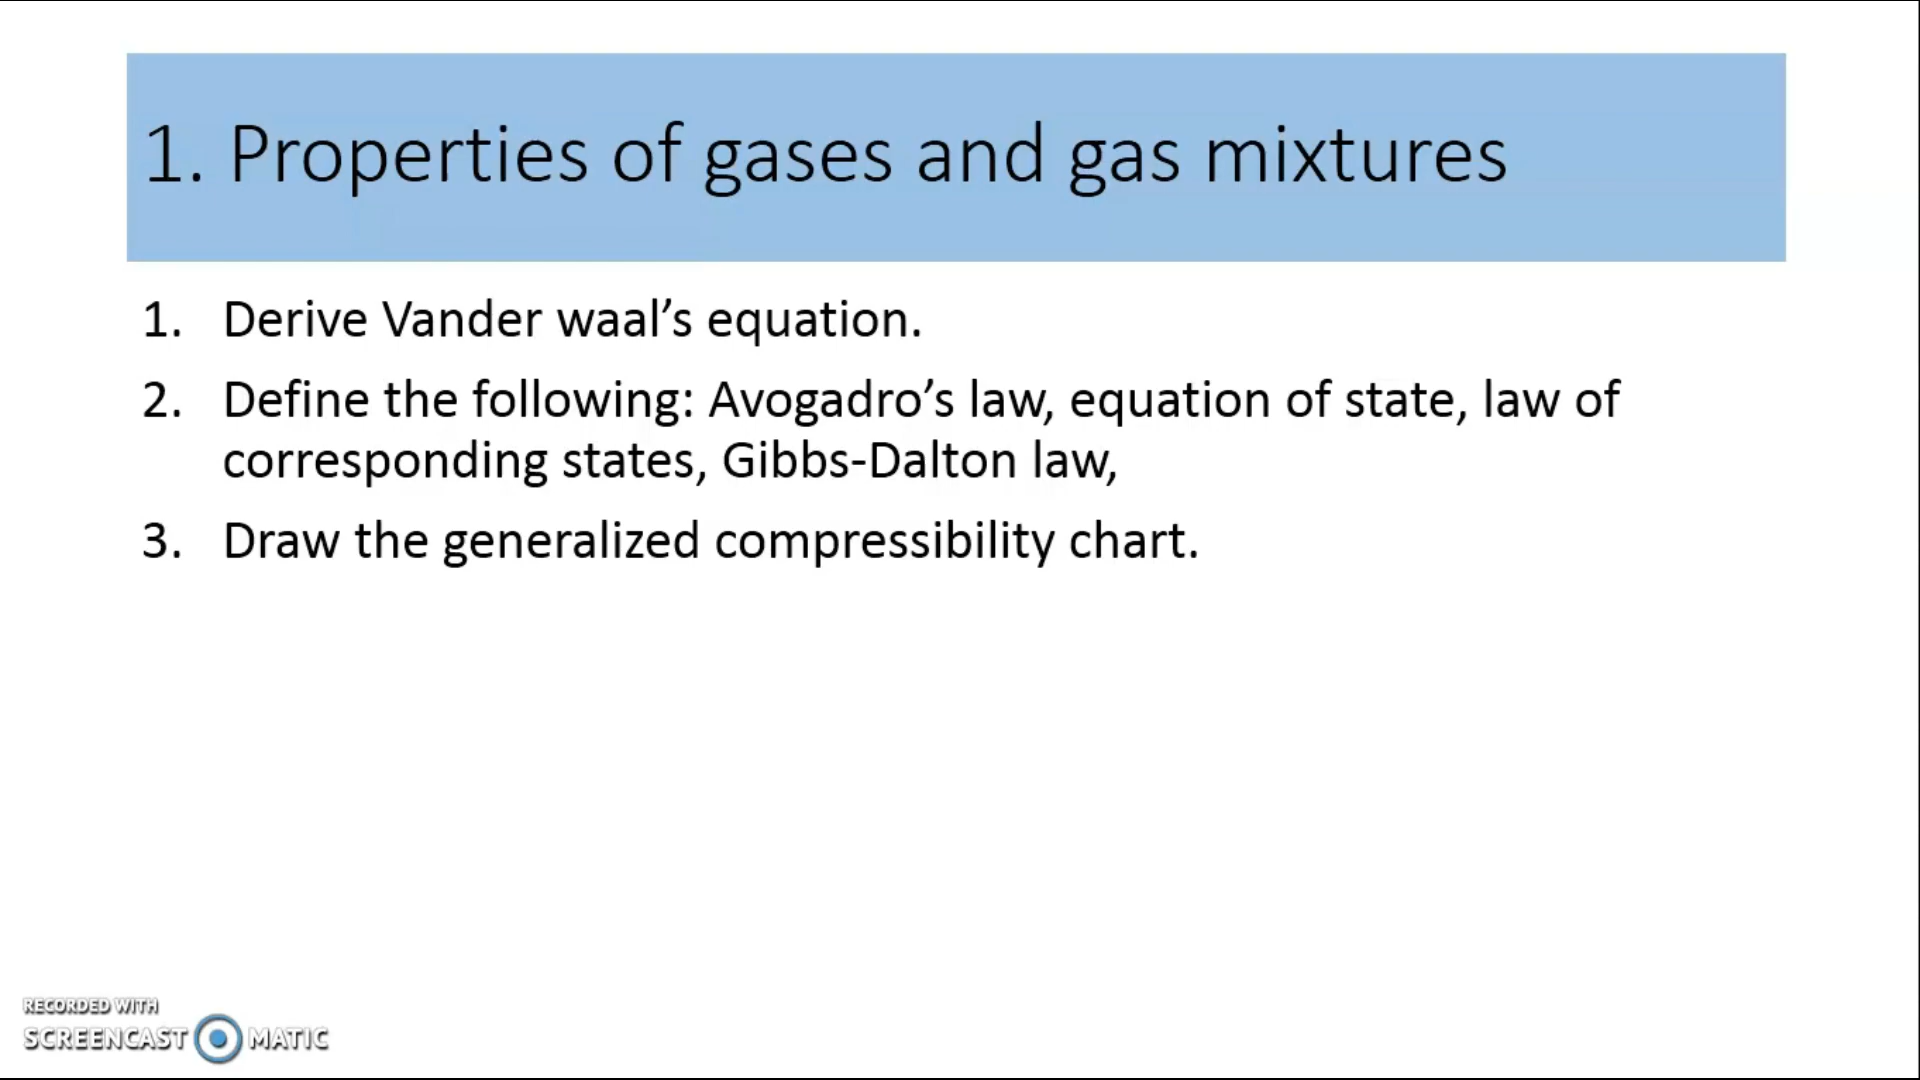 1. Properties of gases and gas mixtures
1. Derive Vander waal’s equation.
2. Define the following: Avogadro’s law, equation of state, law of
corresponding states, Gibbs-Dalton law,
3. Draw the generalized compressibility chart.
RECORDED WITH
SCREENCAST MATIC